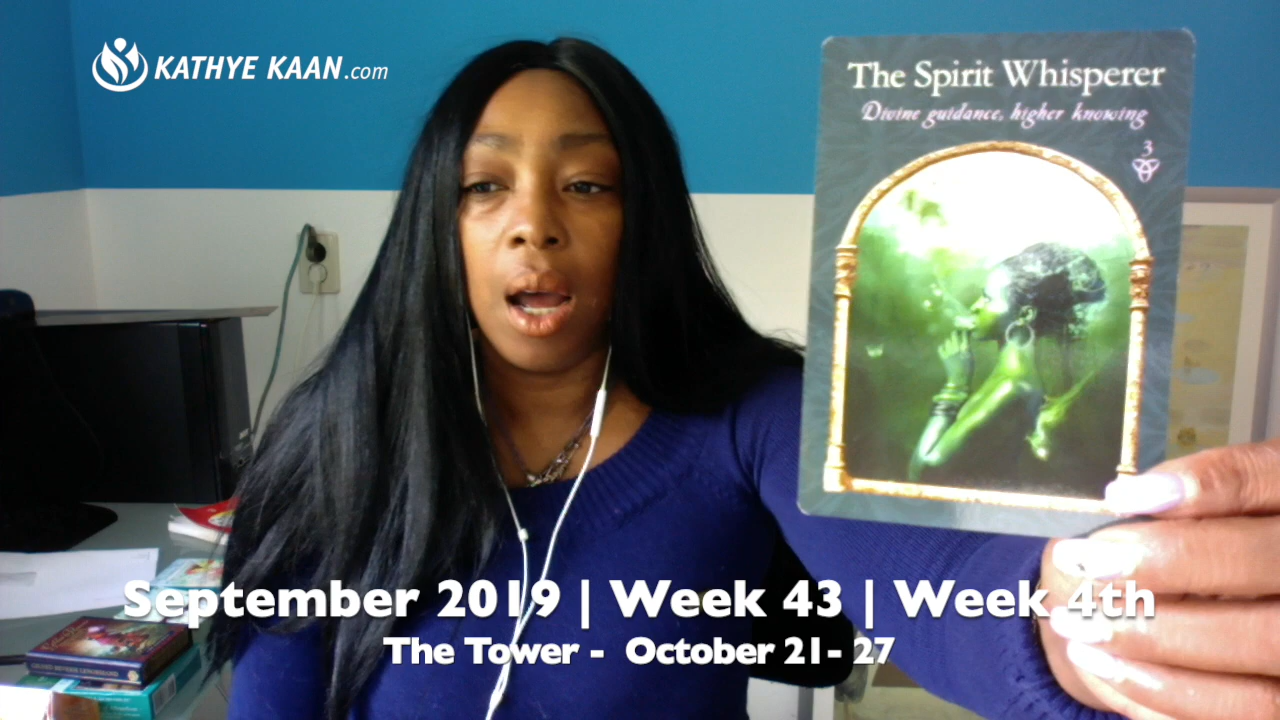 KATHYE KAAN.com
The Spirit Whisperer
Divine guidance, higher knowing
3
September 2019 | Week 43 | Week 4th
The Tower - October 21- 27